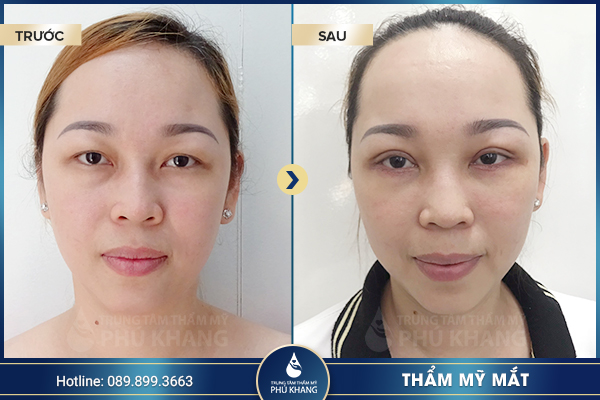 TRƯỚC
SAU
TRUNG TÂM THẨM MỸ
PHÚ KHANG
TRUNG TÂM THẨM MỸ
PHÚ KHANG
Hotline: 089.899.3663
TRUNG TÂM THẨM MỸ
PHÚ KHANG
THẨM MỸ MẮT